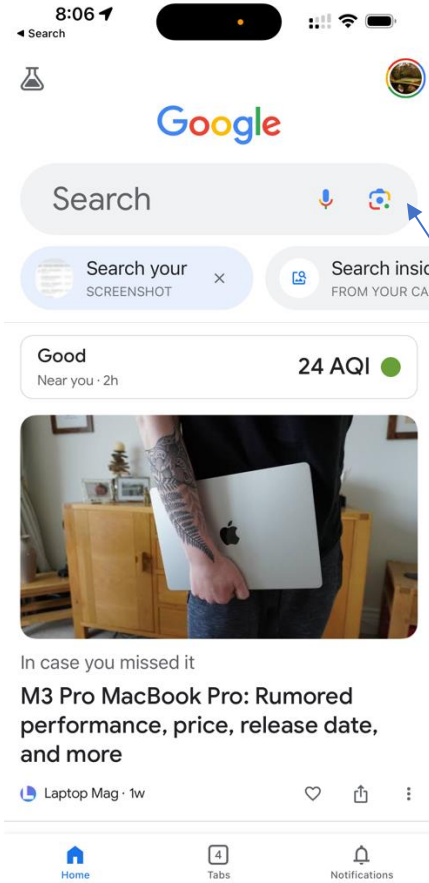 8:06
Search
Google
Search
Search your
SCREENSHOT
Search insid
FROM YOUR CA
Good
Near you · 2h
24 AQI
In case you missed it
M3 Pro MacBook Pro: Rumored
performance, price, release date,
and more
Laptop Mag · 1w
4
Home
Tabs
Notifications